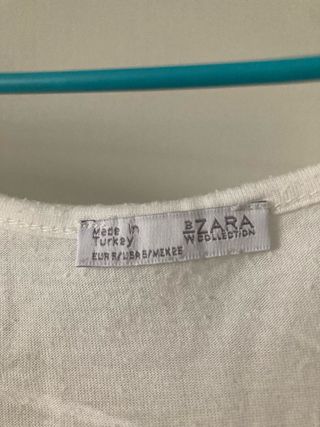 Made in
Turkey
B/W ZARA
COLLECTION
EUR S/USA S/MEX 26